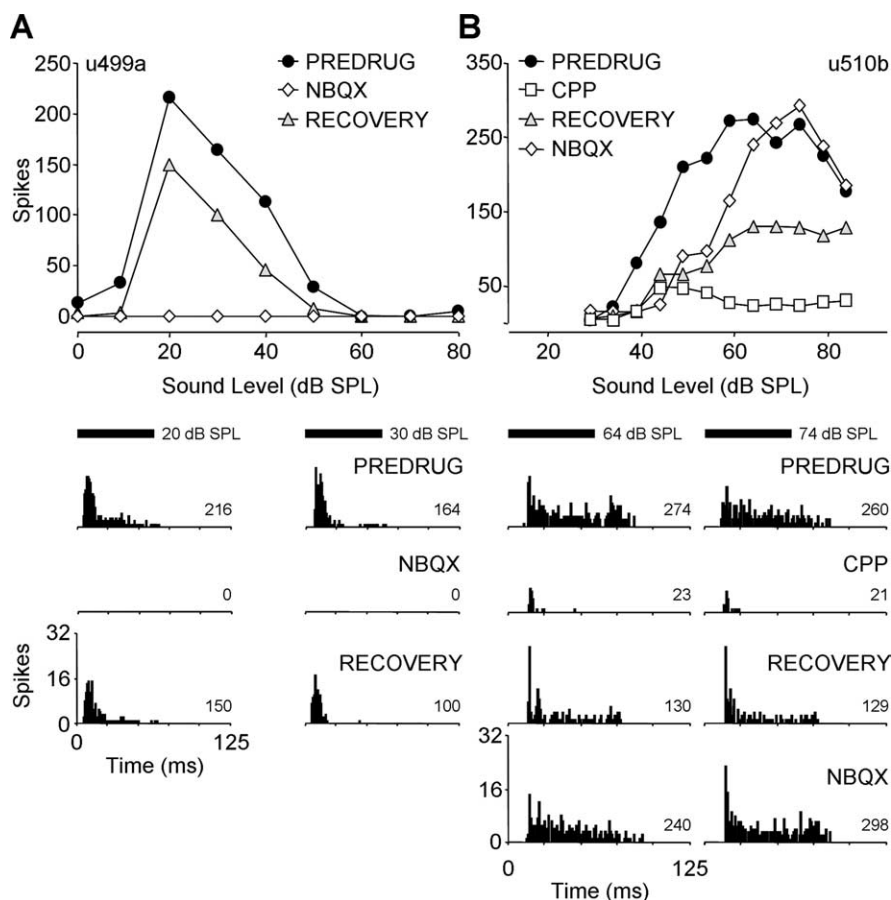 A
u499a
PREDRUG
NBQX
RECOVERY
250
200
150
100
50
0
Spikes
0
20
40
60
80
Sound Level (dB SPL)
B
u510b
PREDRUG
CPP
RECOVERY
NBQX
350
250
150
50
20
40
60
80
Sound Level (dB SPL)
20 dB SPL
30 dB SPL
PREDRUG
216
164
NBQX
0
0
RECOVERY
32
16
0
Spikes
150
100
0
125
Time (ms)
64 dB SPL
74 dB SPL
PREDRUG
274
260
CPP
23
21
RECOVERY
130
129
NBQX
32
16
0
240
298
0
125
Time (ms)